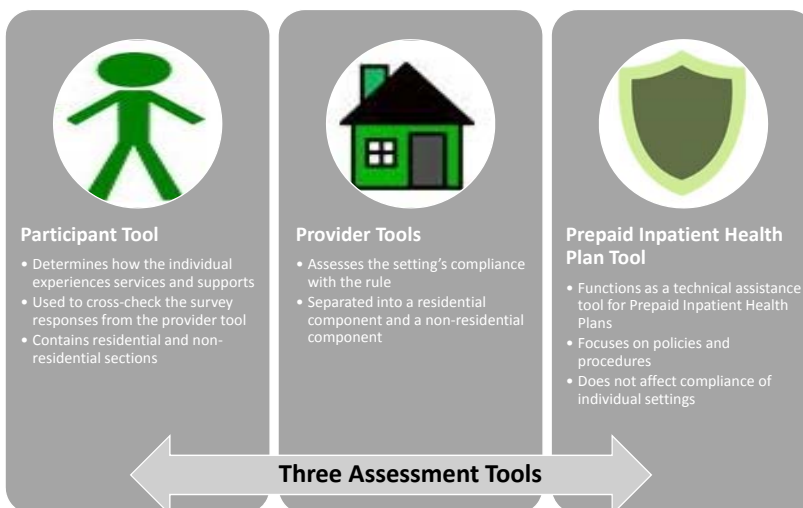 Participant Tool
• Determines how the individual
experiences services and supports
• Used to cross-check the survey
responses from the provider tool
• Contains residential and non-
residential sections
Provider Tools
• Assesses the setting's compliance
with the rule
• Separated into a residential
component and a non-residential
component
Prepaid Inpatient Health
Plan Tool
• Functions as a technical assistance
tool for Prepaid Inpatient Health
Plans
• Focuses on policies and
procedures
• Does not affect compliance of
individual settings
Three Assessment Tools